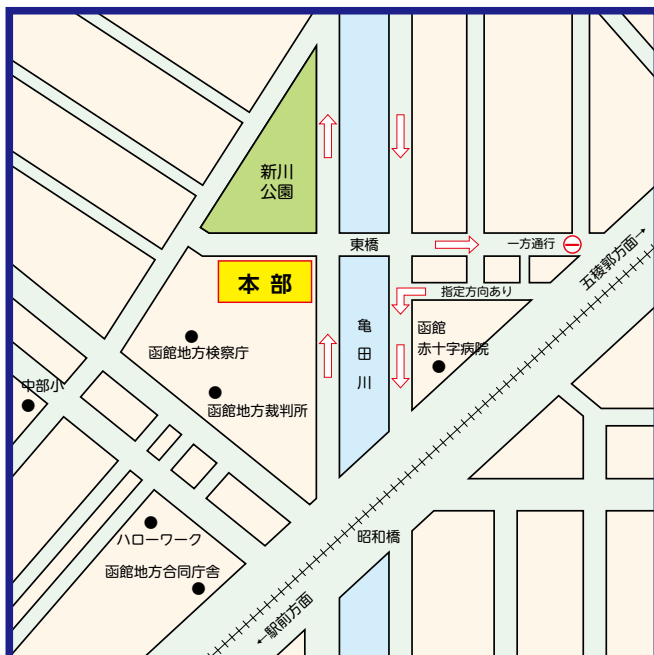 新川
公園
東橋
一方通行
五稜郭方面→
本部
指定方向あり
亀田川
函館
赤十字病院
函館地方検察庁
中部小
函館地方裁判所
ハローワーク
昭和橋
函館地方合同庁舎
←駅前方面